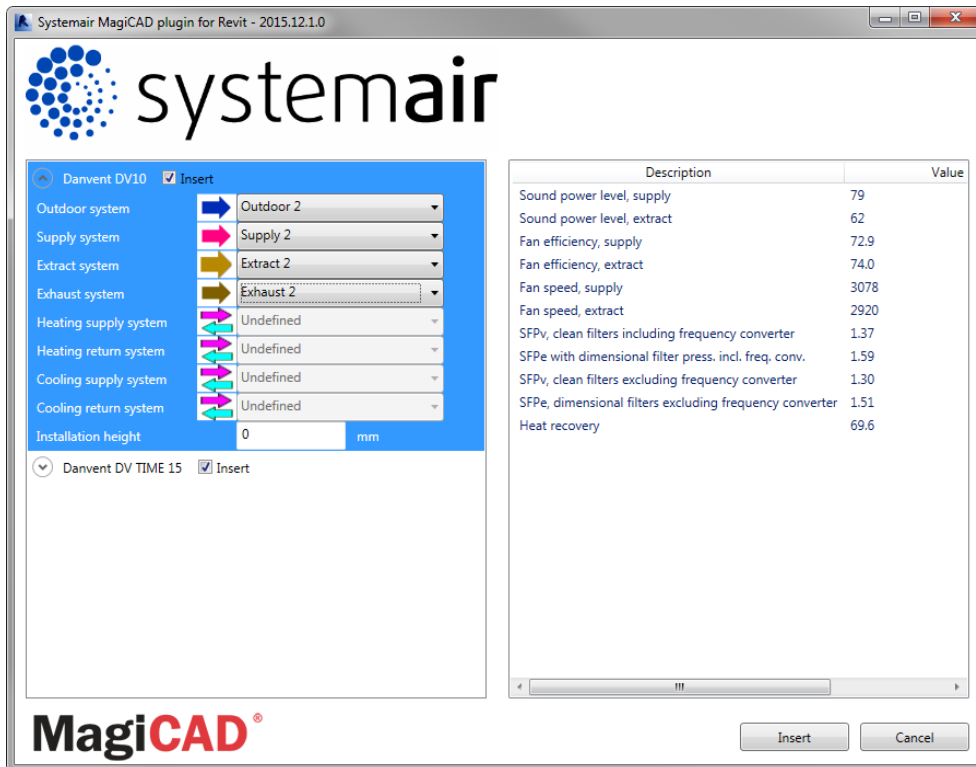 Systemair MagiCAD plugin for Revit - 2015.12.1.0
systemair
Danvent DV10 Insert
Outdoor system Outdoor 2
Supply system Supply 2
Extract system Extract 2
Exhaust system Exhaust 2
Heating supply system Undefined
Heating return system Undefined
Cooling supply system Undefined
Cooling return system Undefined
Installation height 0 mm
Danvent DV TIME 15 Insert
Description Value
Sound power level, supply 79
Sound power level, extract 62
Fan efficiency, supply 72.9
Fan efficiency, extract 74.0
Fan speed, supply 3078
Fan speed, extract 2920
SFPv, clean filters including frequency converter 1.37
SFPe with dimensional filter press. incl. freq. conv. 1.59
SFPv, clean filters excluding frequency converter 1.30
SFPe, dimensional filters excluding frequency converter 1.51
Heat recovery 69.6
MagiCAD®
Insert Cancel